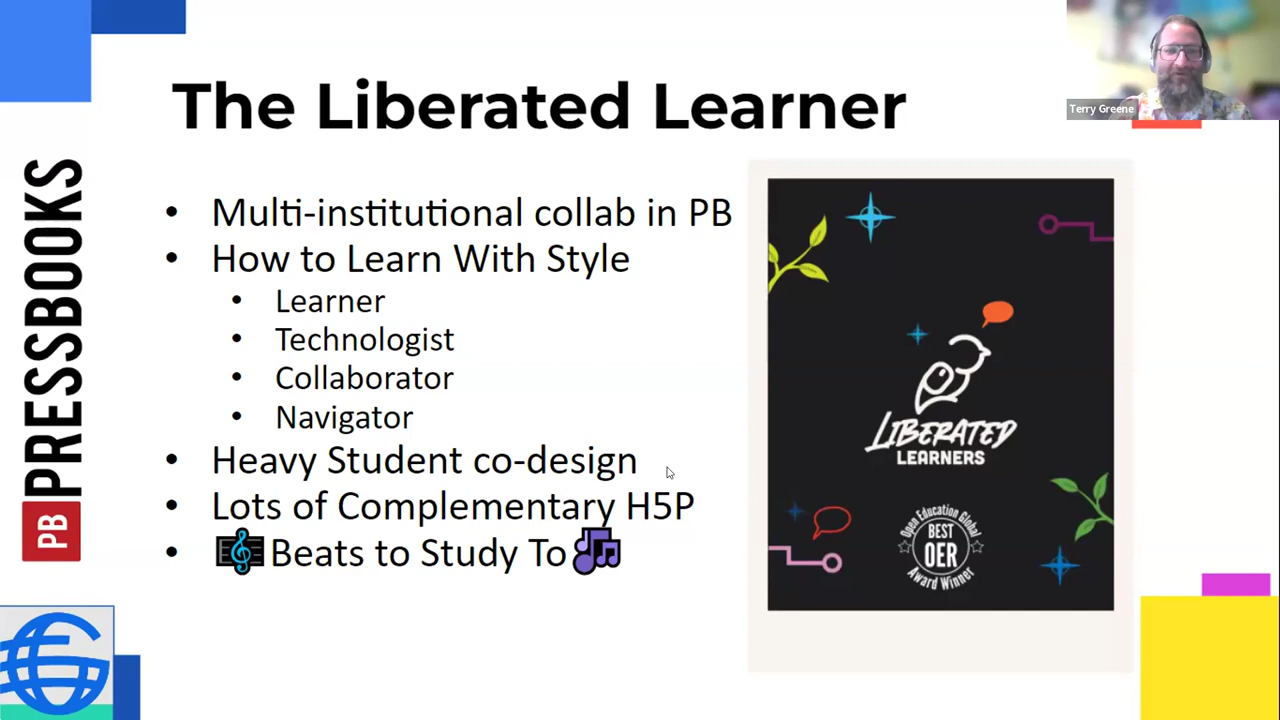 The Liberated Learner
Terry Greene
PRESSBOOKS
PB
• Multi-institutional collab in PB
• How to Learn With Style
• Learner
• Technologist
• Collaborator
• Navigator
• Heavy Student co-design
• Lots of Complementary H5P
• 🎼Beats to Study To🎶
LIBERATED
LEARNERS
Open Education Global
BEST
OER
Award Winner